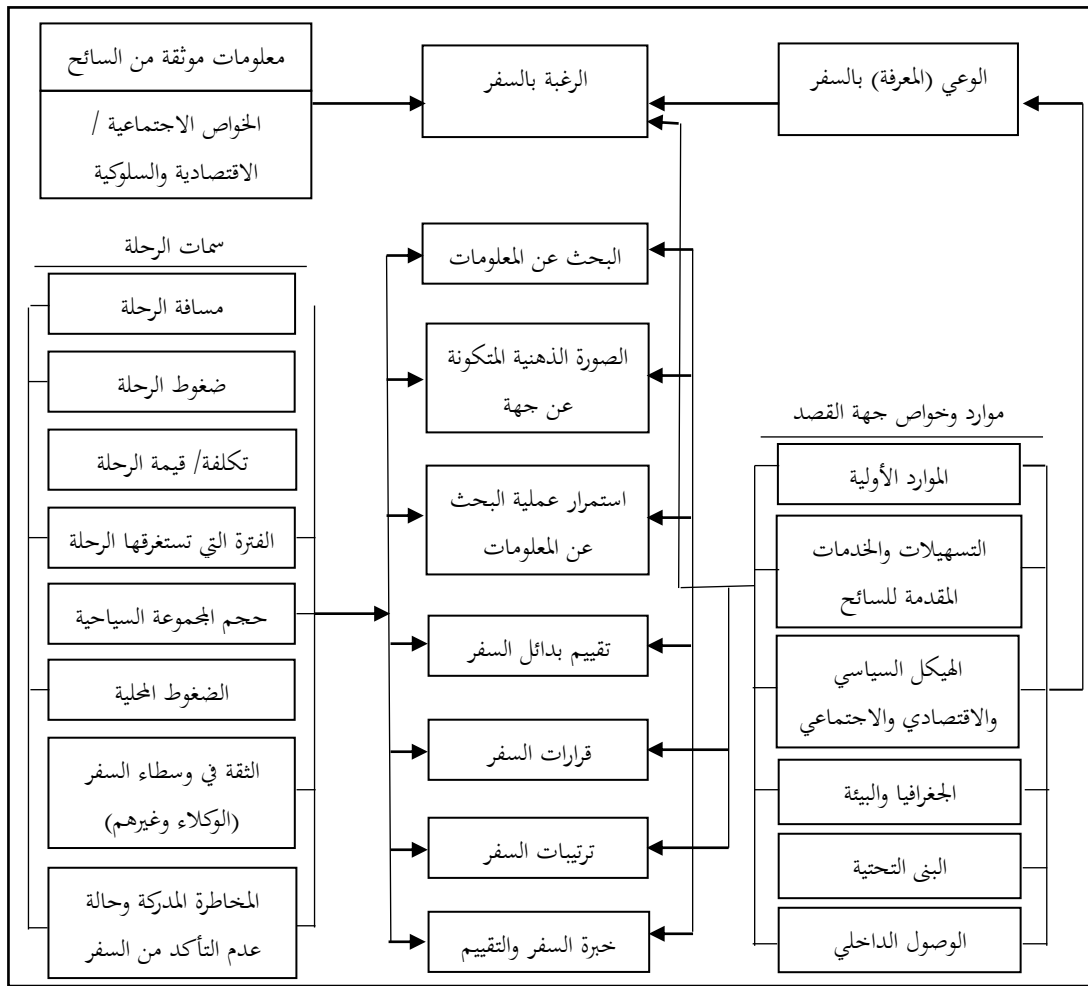 معلومات موثقة من السائح
الخواص الاجتماعية /
الاقتصادية والسلوكية
الرغبة بالسفر
الوعي (المعرفة) بالسفر
سمات الرحلة
مسافة الرحلة
ضغوط الرحلة
تكلفة/ قيمة الرحلة
الفترة التي تستغرقها الرحلة
حجم المجموعة السياحية
الضغوط المحلية
الثقة في وسطاء السفر
(الوكلاء وغيرهم)
المخاطرة المدركة وحالة
عدم التأكد من السفر
البحث عن المعلومات
الصورة الذهنية المتكونة
عن جهة
استمرار عملية البحث
عن المعلومات
تقييم بدائل السفر
قرارات السفر
ترتيبات السفر
خبرة السفر والتقييم
موارد وخواص جهة القصد
الموارد الأولية
التسهيلات والخدمات
المقدمة للسائح
الهيكل السياسي
والاقتصادي والاجتماعي
الجغرافيا والبيئة
البنى التحتية
الوصول الداخلي